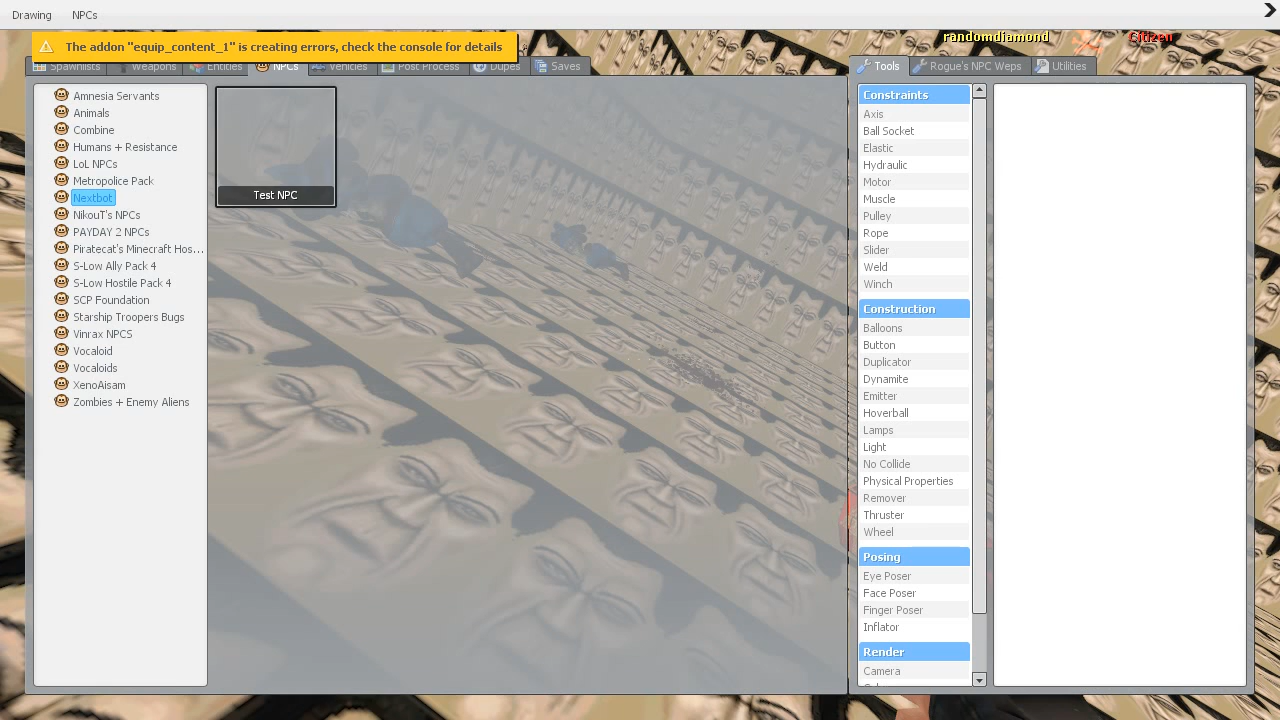 Drawing NPCs
The addon "equip_content_1" is creating errors, check the console for details
randomdiamond Citizen
Spawnlists Weapons Entities NPCs Vehicles Post Process Dupes Saves
Tools Rogue's NPC Weps Utilities
Amnesia Servants
Animals
Combine
Humans + Resistance
LoL NPCs
Metropolice Pack
Nextbot
NikouT's NPCs
PAYDAY 2 NPCs
Piratecat's Minecraft Hos...
S-Low Ally Pack 4
S-Low Hostile Pack 4
SCP Foundation
Starship Troopers Bugs
Vinrax NPCS
Vocaloid
Vocaloids
XenoAisam
Zombies + Enemy Aliens
Test NPC
Constraints
Axis
Ball Socket
Elastic
Hydraulic
Motor
Muscle
Pulley
Rope
Slider
Weld
Winch
Construction
Balloons
Button
Duplicator
Dynamite
Emitter
Hoverball
Lamps
Light
No Collide
Physical Properties
Remover
Thruster
Wheel
Posing
Eye Poser
Face Poser
Finger Poser
Inflator
Render
Camera